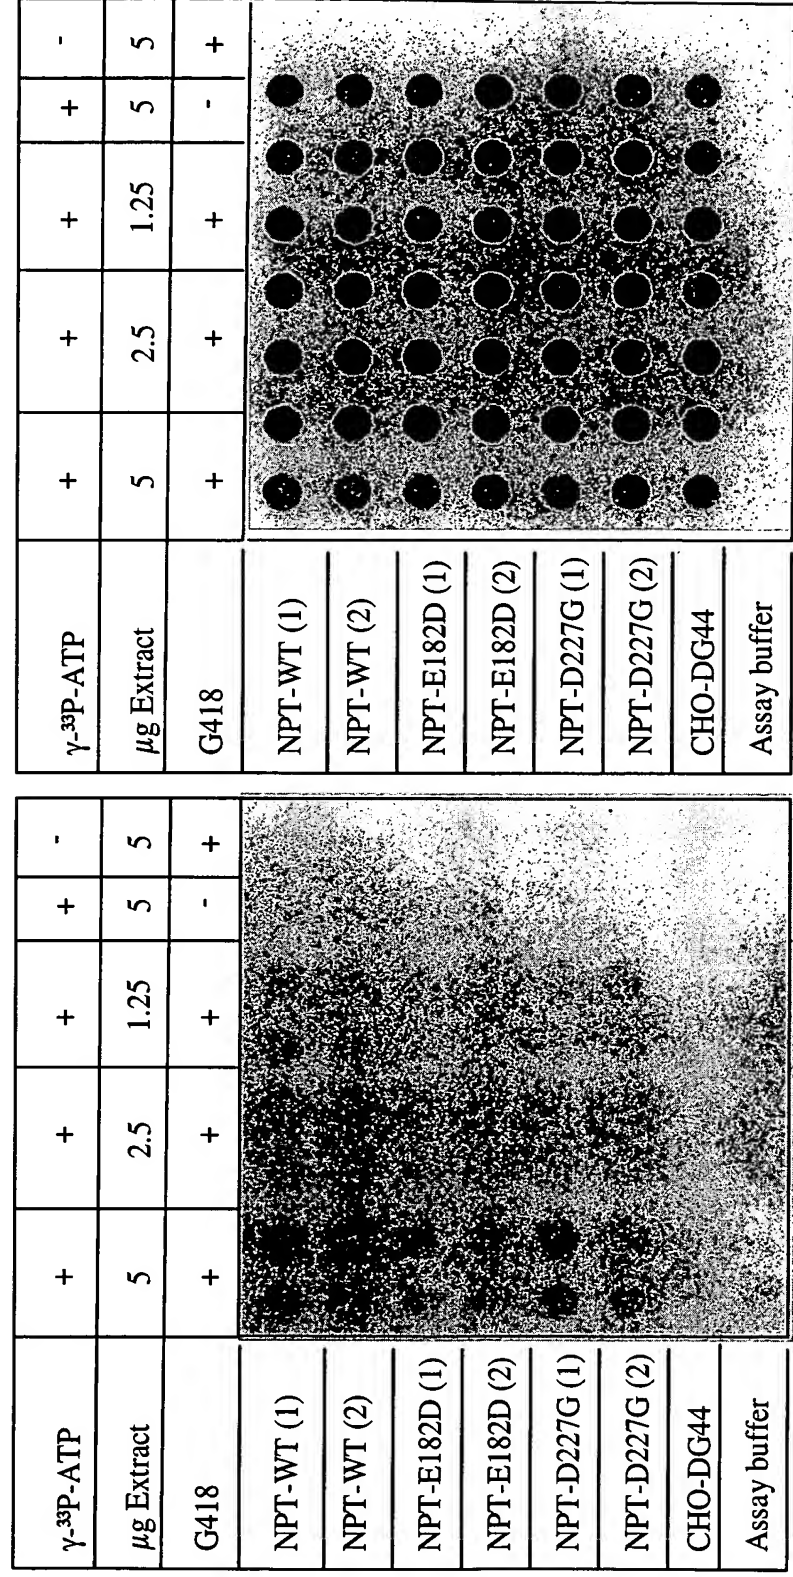 γ-³³P-ATP + + + + -
μg Extract 5 2.5 1.25 5 5
G418 + + + - +
NPT-WT (1)
NPT-WT (2)
NPT-E182D (1)
NPT-E182D (2)
NPT-D227G (1)
NPT-D227G (2)
CHO-DG44
Assay buffer
γ-³³P-ATP + + + + -
μg Extract 5 2.5 1.25 5 5
G418 + + + - +
NPT-WT (1)
NPT-WT (2)
NPT-E182D (1)
NPT-E182D (2)
NPT-D227G (1)
NPT-D227G (2)
CHO-DG44
Assay buffer